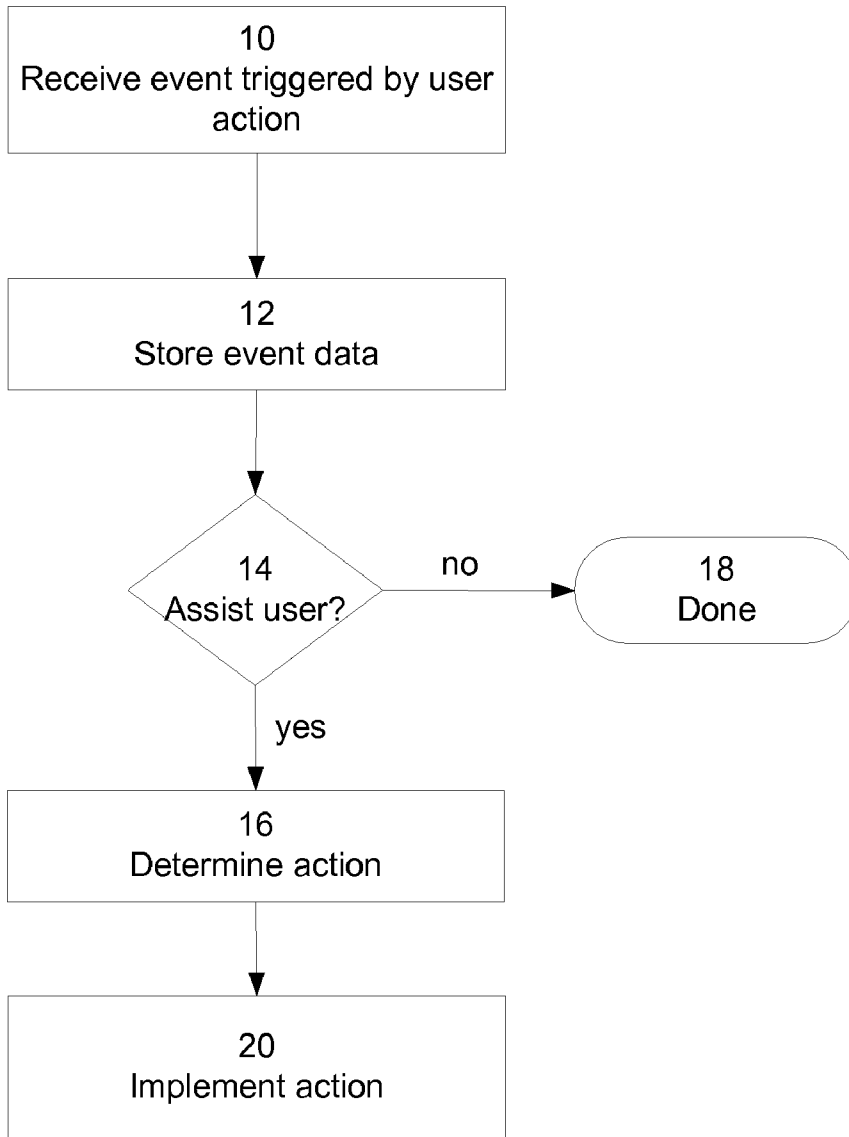 10
Receive event triggered by user
action
12
Store event data
14
Assist user?
no
18
Done
yes
16
Determine action
20
Implement action